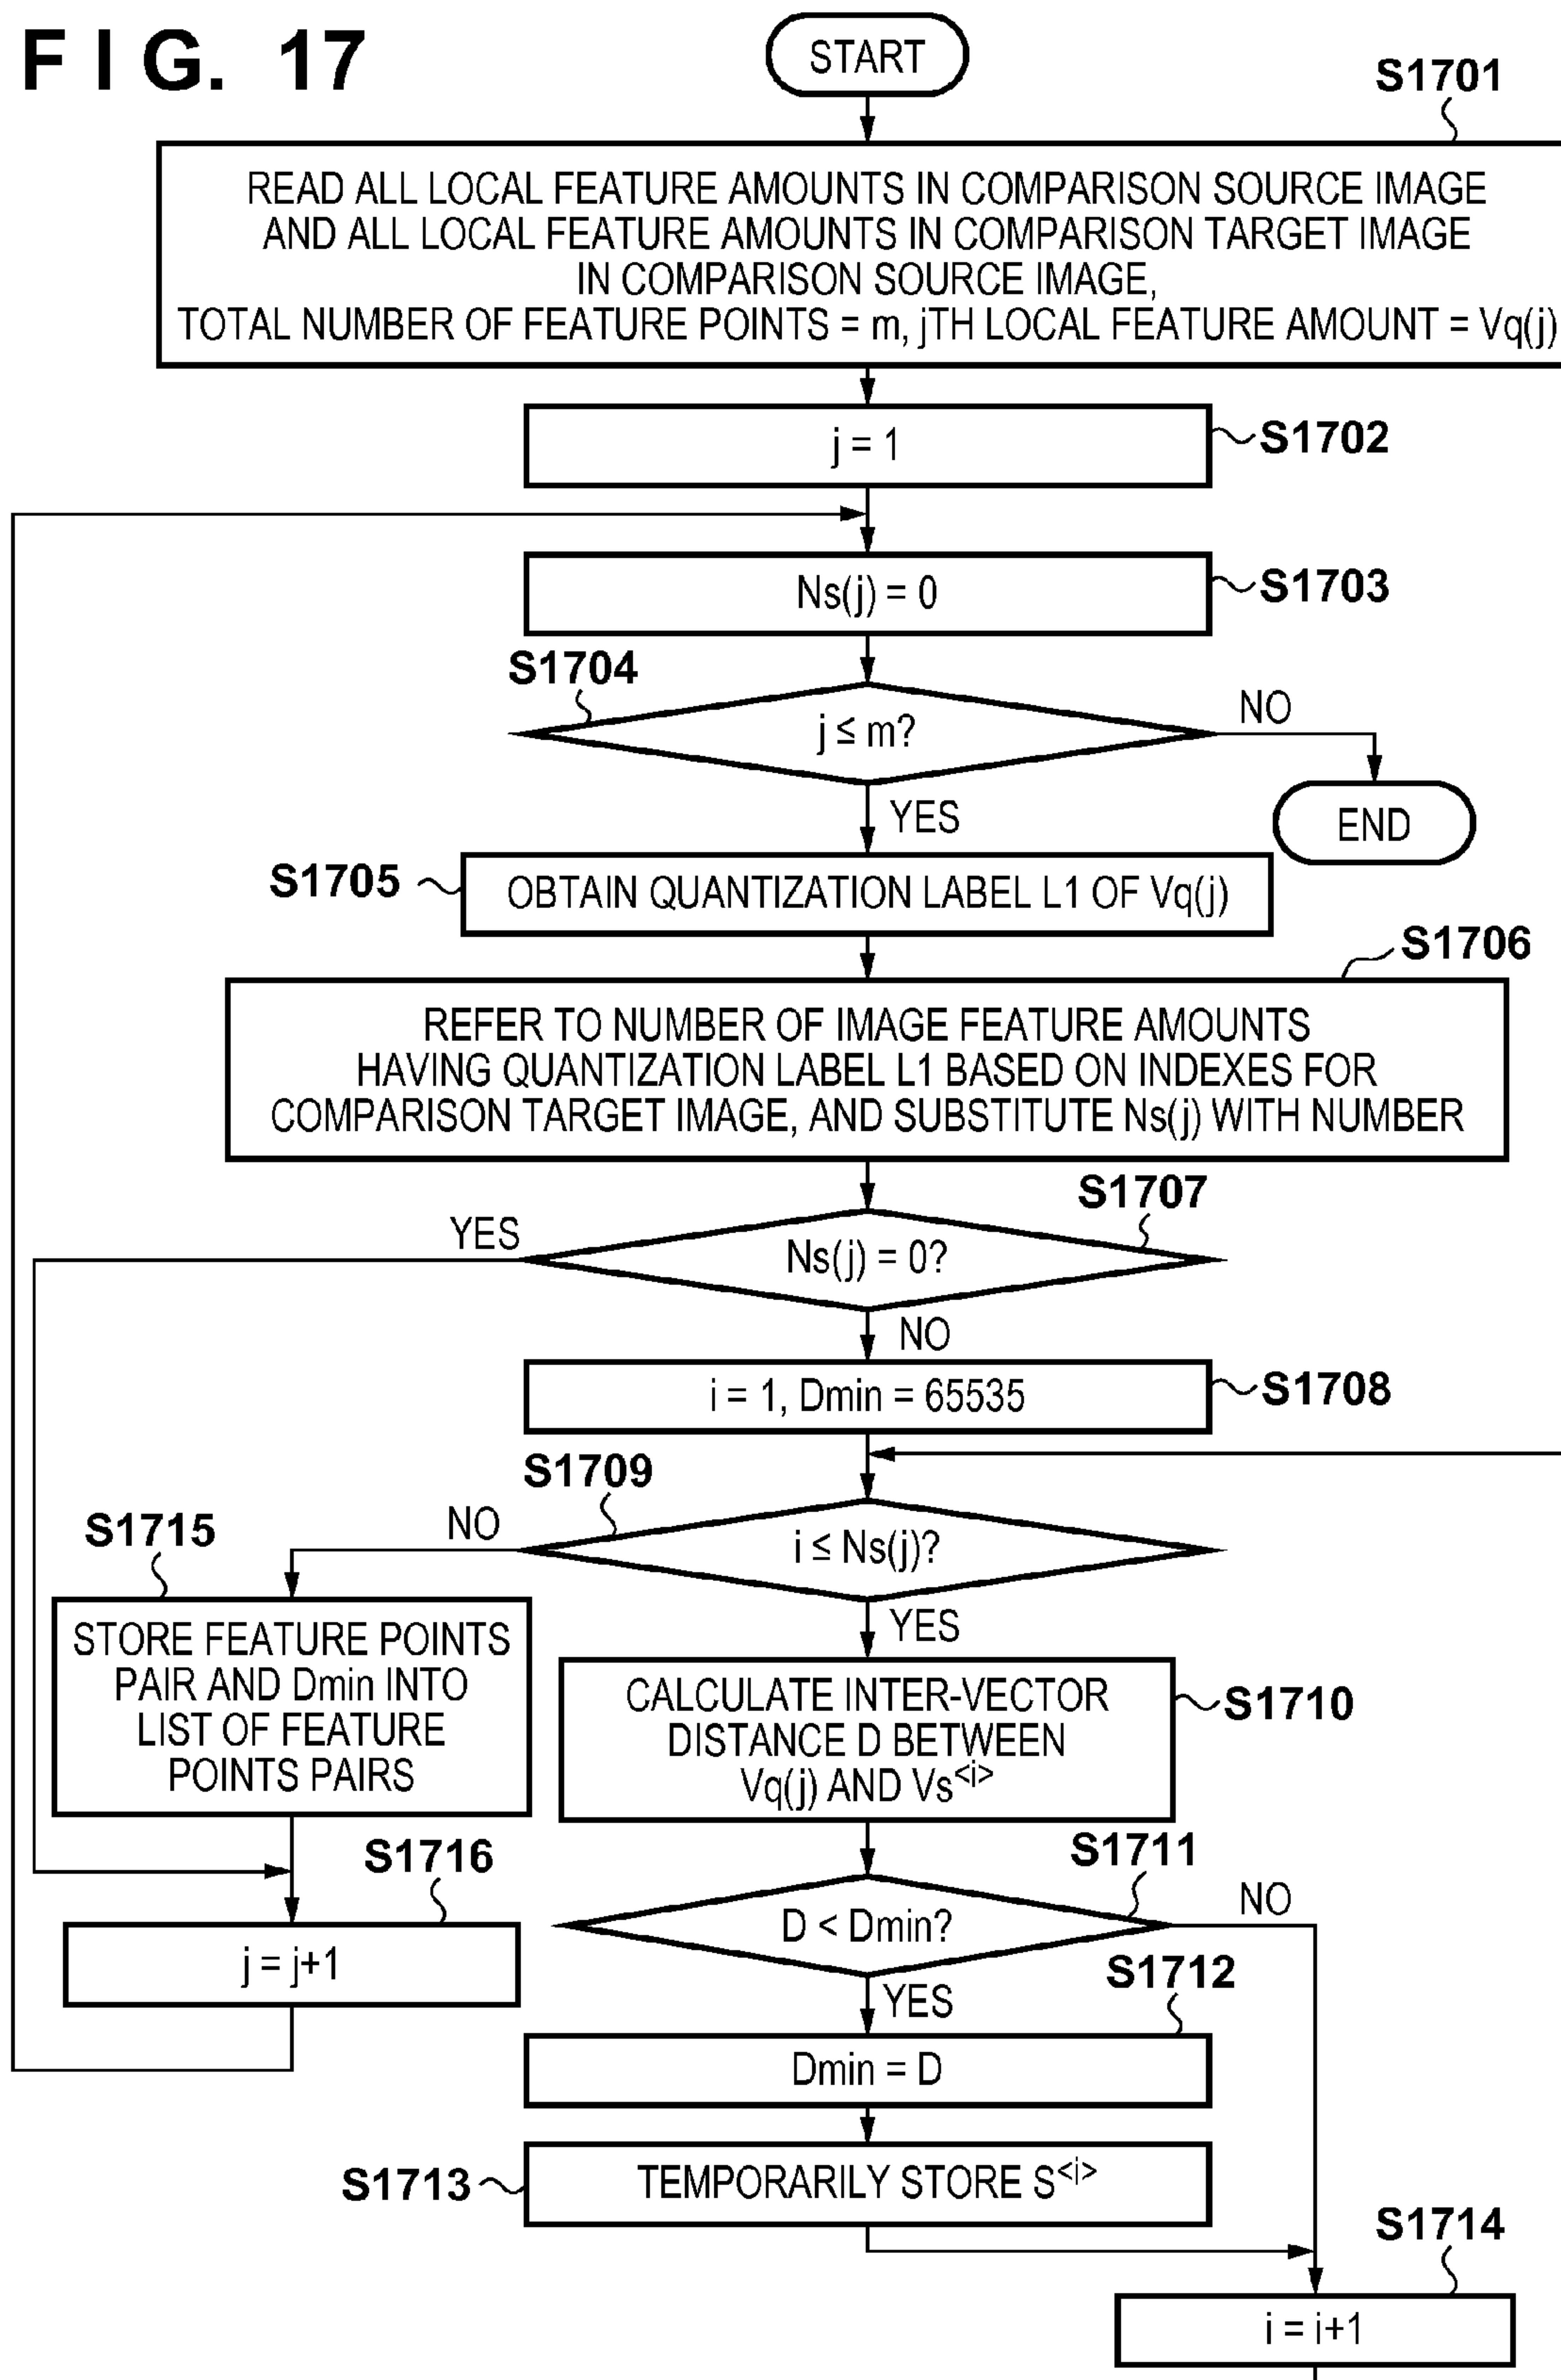 FIG. 17
START
S1701
READ ALL LOCAL FEATURE AMOUNTS IN COMPARISON SOURCE IMAGE
AND ALL LOCAL FEATURE AMOUNTS IN COMPARISON TARGET IMAGE
IN COMPARISON SOURCE IMAGE,
TOTAL NUMBER OF FEATURE POINTS = m, jTH LOCAL FEATURE AMOUNT = Vq(j)
j = 1
S1702
Ns(j) = 0
S1703
S1704
j ≤ m?
NO
END
YES
S1705
OBTAIN QUANTIZATION LABEL L1 OF Vq(j)
S1706
REFER TO NUMBER OF IMAGE FEATURE AMOUNTS
HAVING QUANTIZATION LABEL L1 BASED ON INDEXES FOR
COMPARISON TARGET IMAGE, AND SUBSTITUTE Ns(j) WITH NUMBER
S1707
YES
Ns(j) = 0?
NO
i = 1, Dmin = 65535
S1708
S1709
NO
i ≤ Ns(j)?
YES
S1715
STORE FEATURE POINTS
PAIR AND Dmin INTO
LIST OF FEATURE
POINTS PAIRS
CALCULATE INTER-VECTOR
DISTANCE D BETWEEN
Vq(j) AND Vs<i>
S1710
S1716
j = j+1
S1711
D < Dmin?
NO
YES
S1712
Dmin = D
S1713
TEMPORARILY STORE S<i>
S1714
i = i+1